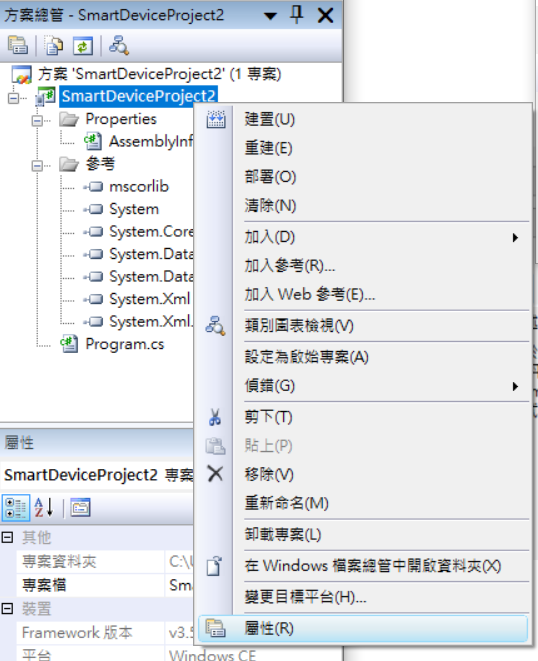 方案總管 - SmartDeviceProject2
方案 'SmartDeviceProject2' (1 專案)
SmartDeviceProject2
Properties
AssemblyInf
參考
mscorlib
System
System.Core
System.Data
System.Data
System.Xml
System.Xml.
Program.cs
建置(U)
重建(E)
部署(O)
清除(N)
加入(D)
加入參考(R)...
加入 Web 參考(E)...
類別圖表檢視(V)
設定為啟始專案(A)
偵錯(G)
剪下(T)
貼上(P)
移除(V)
重新命名(M)
卸載專案(L)
在 Windows 檔案總管中開啟資料夾(X)
變更目標平台(H)...
屬性(R)
屬性
SmartDeviceProject2 專案
其他
專案資料夾 C:\U
專案檔 Sma
裝置
Framework 版本 v3.5
平台 Windows CE